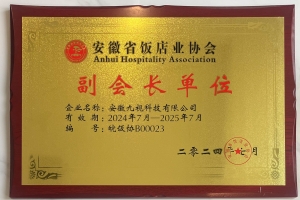 安徽省饭店业协会
Anhui Hospitality Association
副会长单位
企业名称：安徽九视科技有限公司
有 效 期：2024年7月—2025年7月
编 号：皖饭协B00023
二零二四年七月